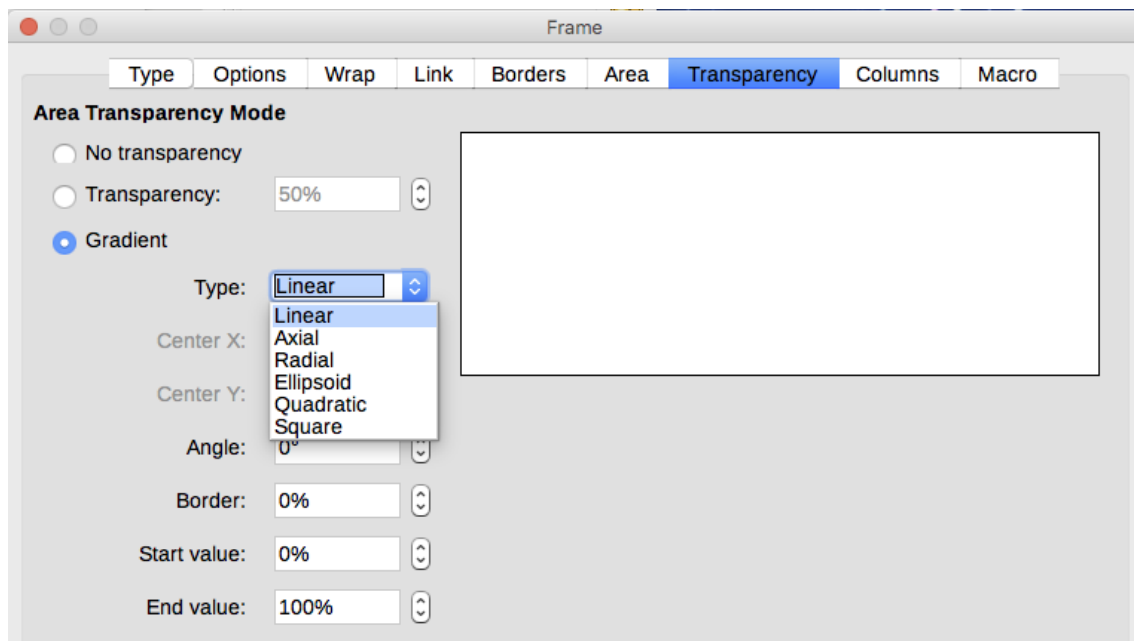 Frame
Type Options Wrap Link Borders Area Transparency Columns Macro
Area Transparency Mode
No transparency
Transparency: 50%
Gradient
Type: Linear
Linear
Axial
Radial
Ellipsoid
Quadratic
Square
Center X:
Center Y:
Angle: 0°
Border: 0%
Start value: 0%
End value: 100%